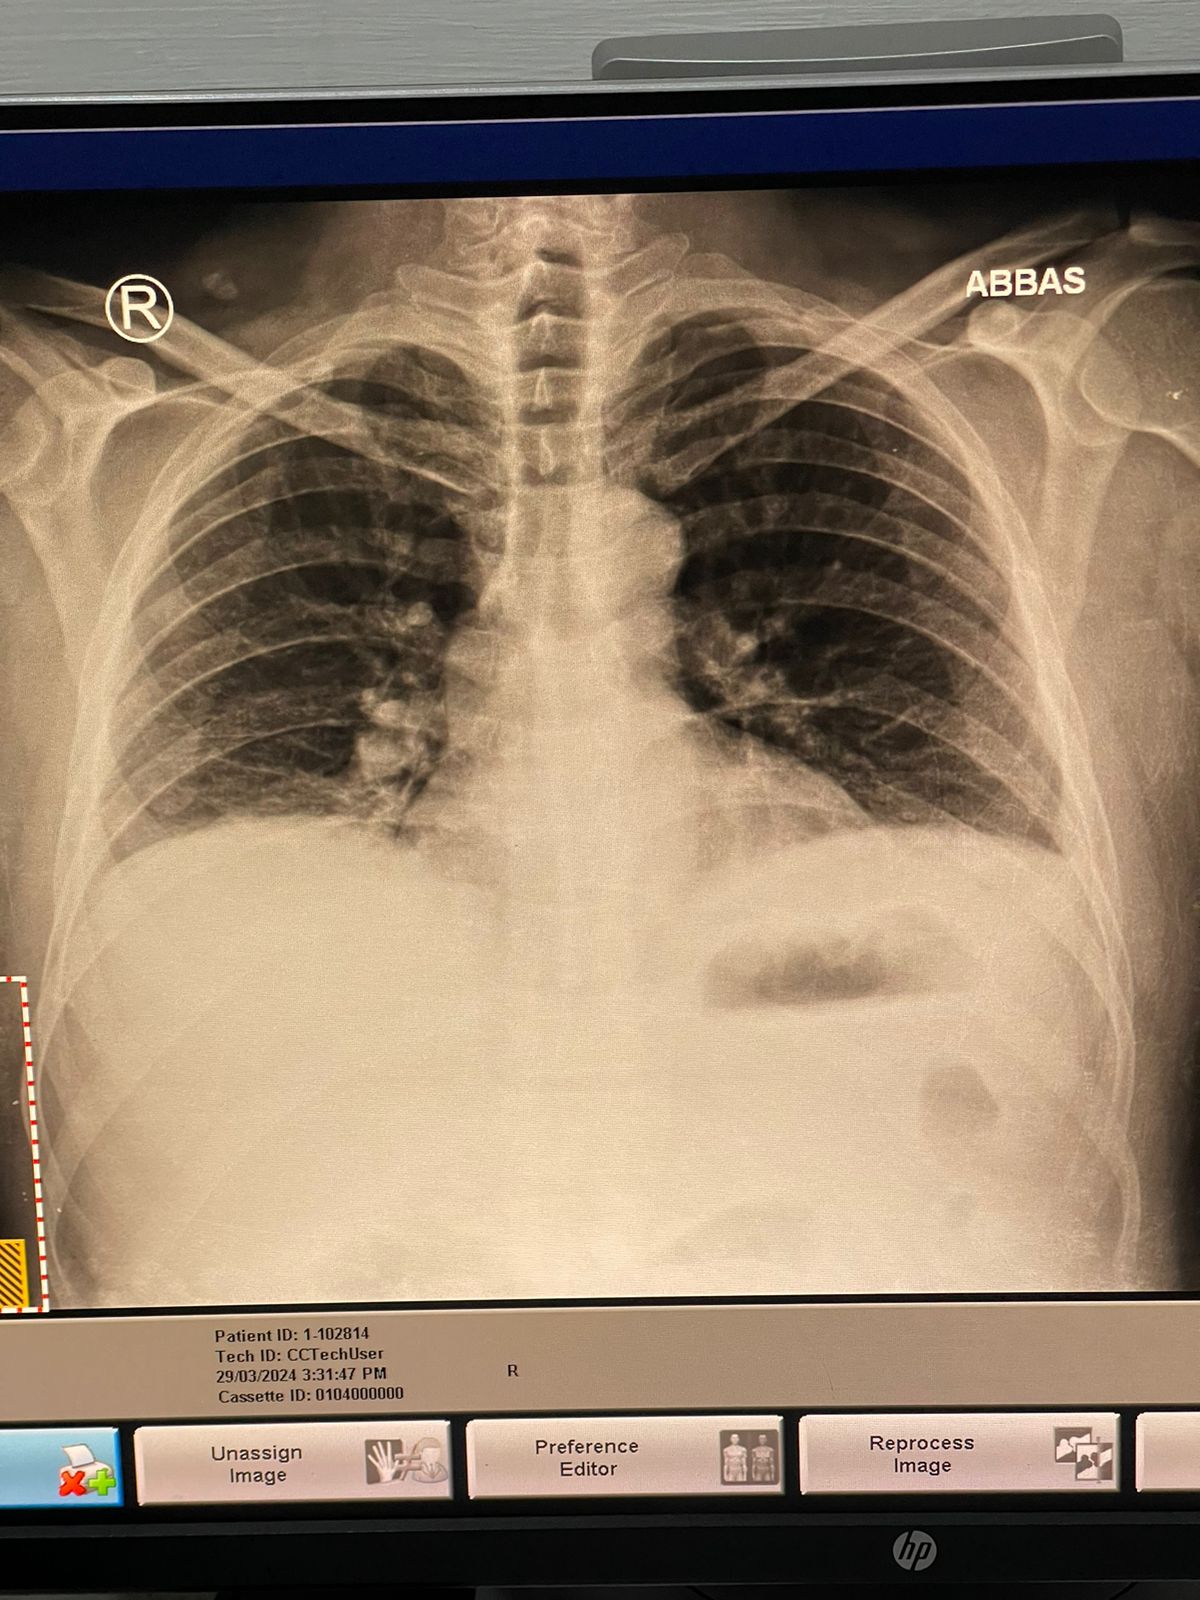 R
ABBAS
Patient ID: 1-102814
Tech ID: CCTechUser
29/03/2024 3:31:47 PM
Cassette ID: 0104000000
R
Unassign
Image
Preference
Editor
Reprocess
Image
hp